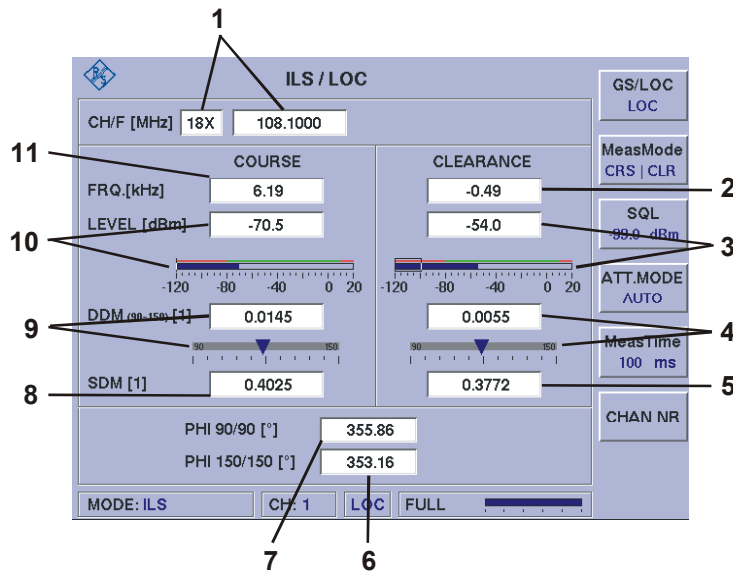 1
R S
ILS / LOC
GS/LOC
LOC
CH/F [MHz] 18X 108.1000
MeasMode
CRS | CLR
11
COURSE CLEARANCE
FRQ.[kHz] 6.19 -0.49
2
LEVEL [dBm] -70.5 -54.0
SQL
-99.0 dBm
10
3
-120 -80 -40 0 20 -120 -80 -40 0 20
ATT.MODE
AUTO
DDM (90-150) [1] 0.0145 0.0055
9
4
90 150 90 150
MeasTime
100 ms
8
SDM [1] 0.4025 0.3772
5
CHAN NR
PHI 90/90 [°] 355.86
PHI 150/150 [°] 353.16
MODE: ILS CH: 1 LOC FULL
7 6